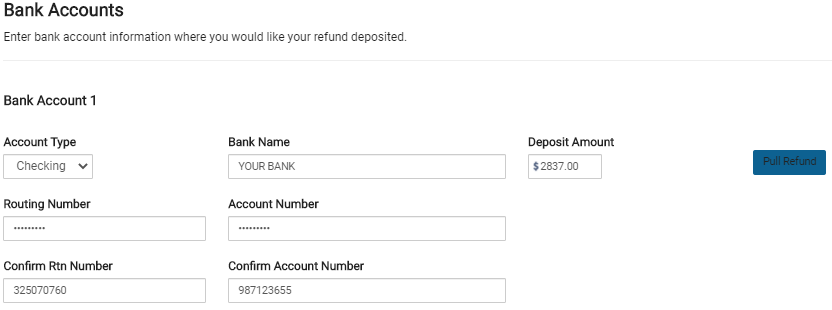 Bank Accounts
Enter bank account information where you would like your refund deposited.
Bank Account 1
Account Type Bank Name Deposit Amount
Checking YOUR BANK $ 2837.00 Pull Refund
Routing Number Account Number
••••••••• •••••••••
Confirm Rtn Number Confirm Account Number
325070760 987123655